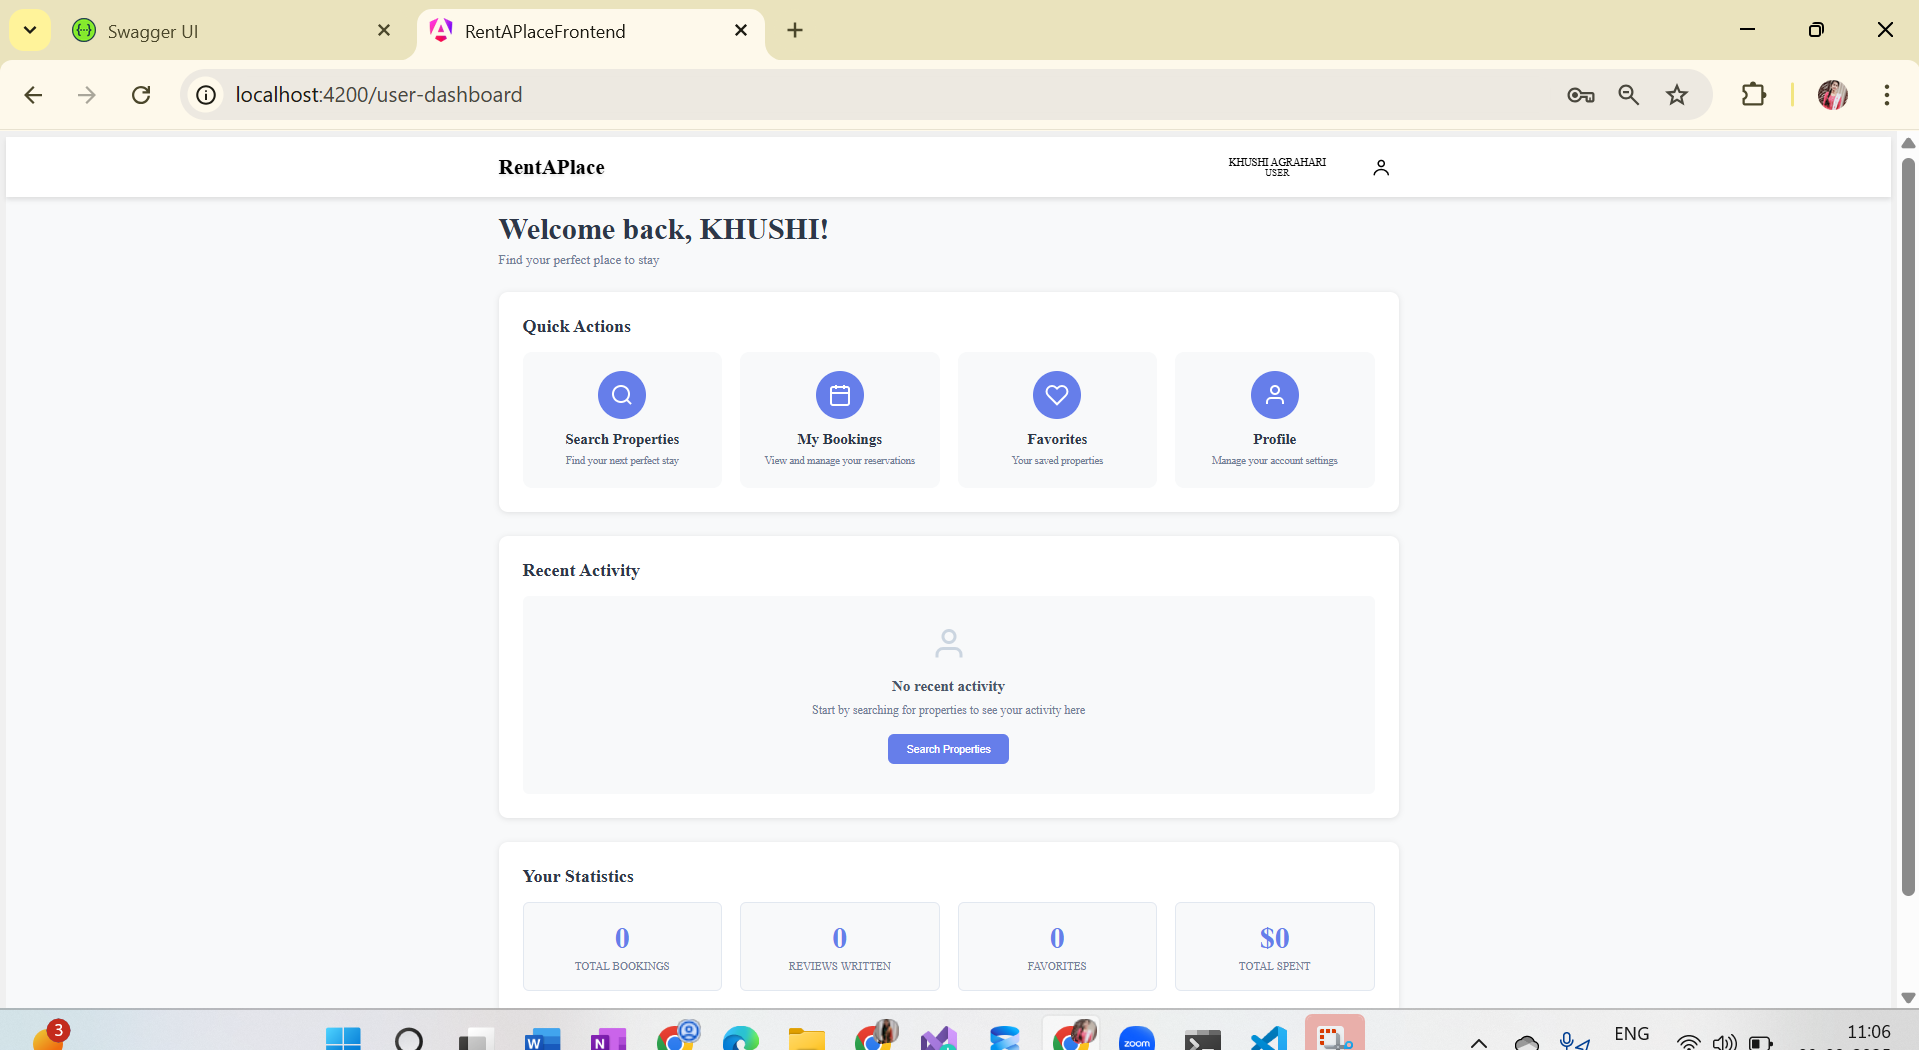 Swagger UI
RentAPlaceFrontend
localhost:4200/user-dashboard
RentAPlace
KHUSHI AGRAHARI
USER
Welcome back, KHUSHI!
Find your perfect place to stay
Quick Actions
Search Properties
Find your next perfect stay
My Bookings
View and manage your reservations
Favorites
Your saved properties
Profile
Manage your account settings
Recent Activity
No recent activity
Start by searching for properties to see your activity here
Search Properties
Your Statistics
0
TOTAL BOOKINGS
0
REVIEWS WRITTEN
0
FAVORITES
$0
TOTAL SPENT
3
W
N
zoom
ENG
11:06